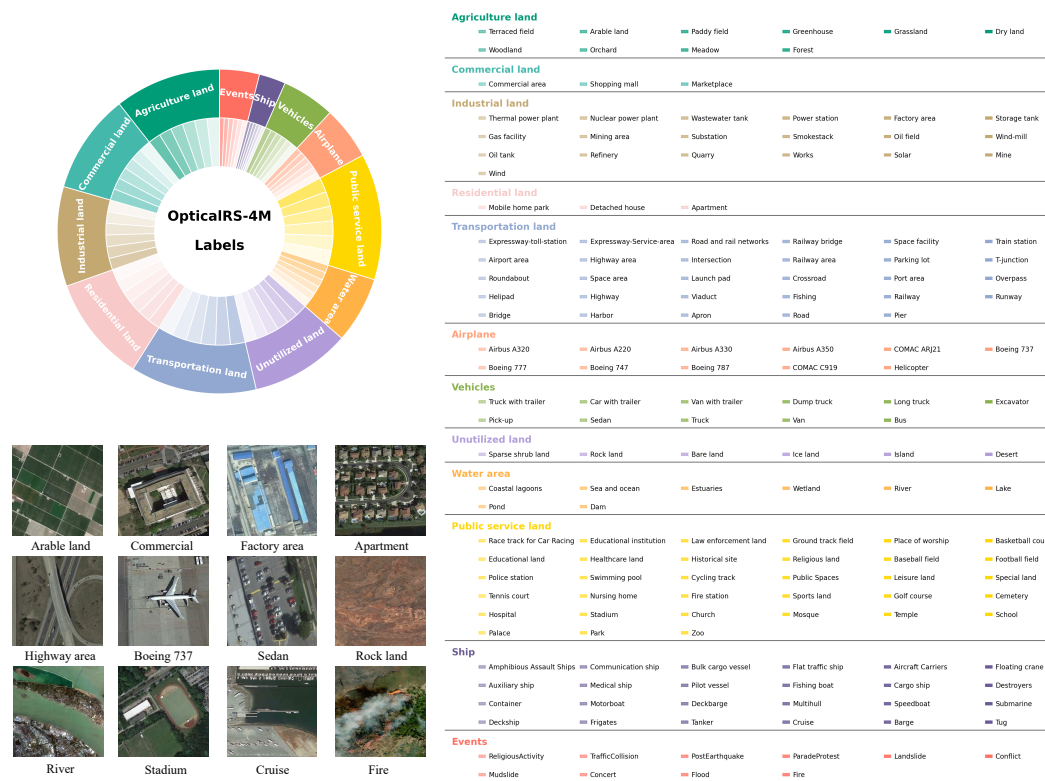 Agriculture land
Commercial land
Industrial land
Residential land
Transportation land
Unutilized land
Water area
Public service land
Airplane
Vehicles
Ship
Events
OpticalRS-4M
Labels
Arable land Commercial Factory area Apartment
Highway area Boeing 737 Sedan Rock land
River Stadium Cruise Fire
Agriculture land
Terraced field Arable land Paddy field Greenhouse Grassland Dry land
Woodland Orchard Meadow Forest
Commercial land
Commercial area Shopping mall Marketplace
Industrial land
Thermal power plant Nuclear power plant Wastewater tank Power station Factory area Storage tank
Gas facility Mining area Substation Smokestack Oil field Wind-mill
Oil tank Refinery Quarry Works Solar Mine
Wind
Residential land
Mobile home park Detached house Apartment
Transportation land
Expressway-toll-station Expressway-Service-area Road and rail networks Railway bridge Space facility Train station
Airport area Highway area Intersection Railway area Parking lot T-junction
Roundabout Space area Launch pad Crossroad Port area Overpass
Helipad Highway Viaduct Fishing Railway Runway
Bridge Harbor Apron Road Pier
Airplane
Airbus A320 Airbus A220 Airbus A330 Airbus A350 COMAC ARJ21 Boeing 737
Boeing 777 Boeing 747 Boeing 787 COMAC C919 Helicopter
Vehicles
Truck with trailer Car with trailer Van with trailer Dump truck Long truck Excavator
Pick-up Sedan Truck Van Bus
Unutilized land
Sparse shrub land Rock land Bare land Ice land Island Desert
Water area
Coastal lagoons Sea and ocean Estuaries Wetland River Lake
Pond Dam
Public service land
Race track for Car Racing Educational institution Law enforcement land Ground track field Place of worship Basketball cou
Educational land Healthcare land Historical site Religious land Baseball field Football field
Police station Swimming pool Cycling track Public Spaces Leisure land Special land
Tennis court Nursing home Fire station Sports land Golf course Cemetery
Hospital Stadium Church Mosque Temple School
Palace Park Zoo
Ship
Amphibious Assault Ships Communication ship Bulk cargo vessel Flat traffic ship Aircraft Carriers Floating crane
Auxiliary ship Medical ship Pilot vessel Fishing boat Cargo ship Destroyers
Container Motorboat Deckbarge Multihull Speedboat Submarine
Deckship Frigates Tanker Cruise Barge Tug
Events
ReligiousActivity TrafficCollision PostEarthquake ParadeProtest Landslide Conflict
Mudslide Concert Flood Fire